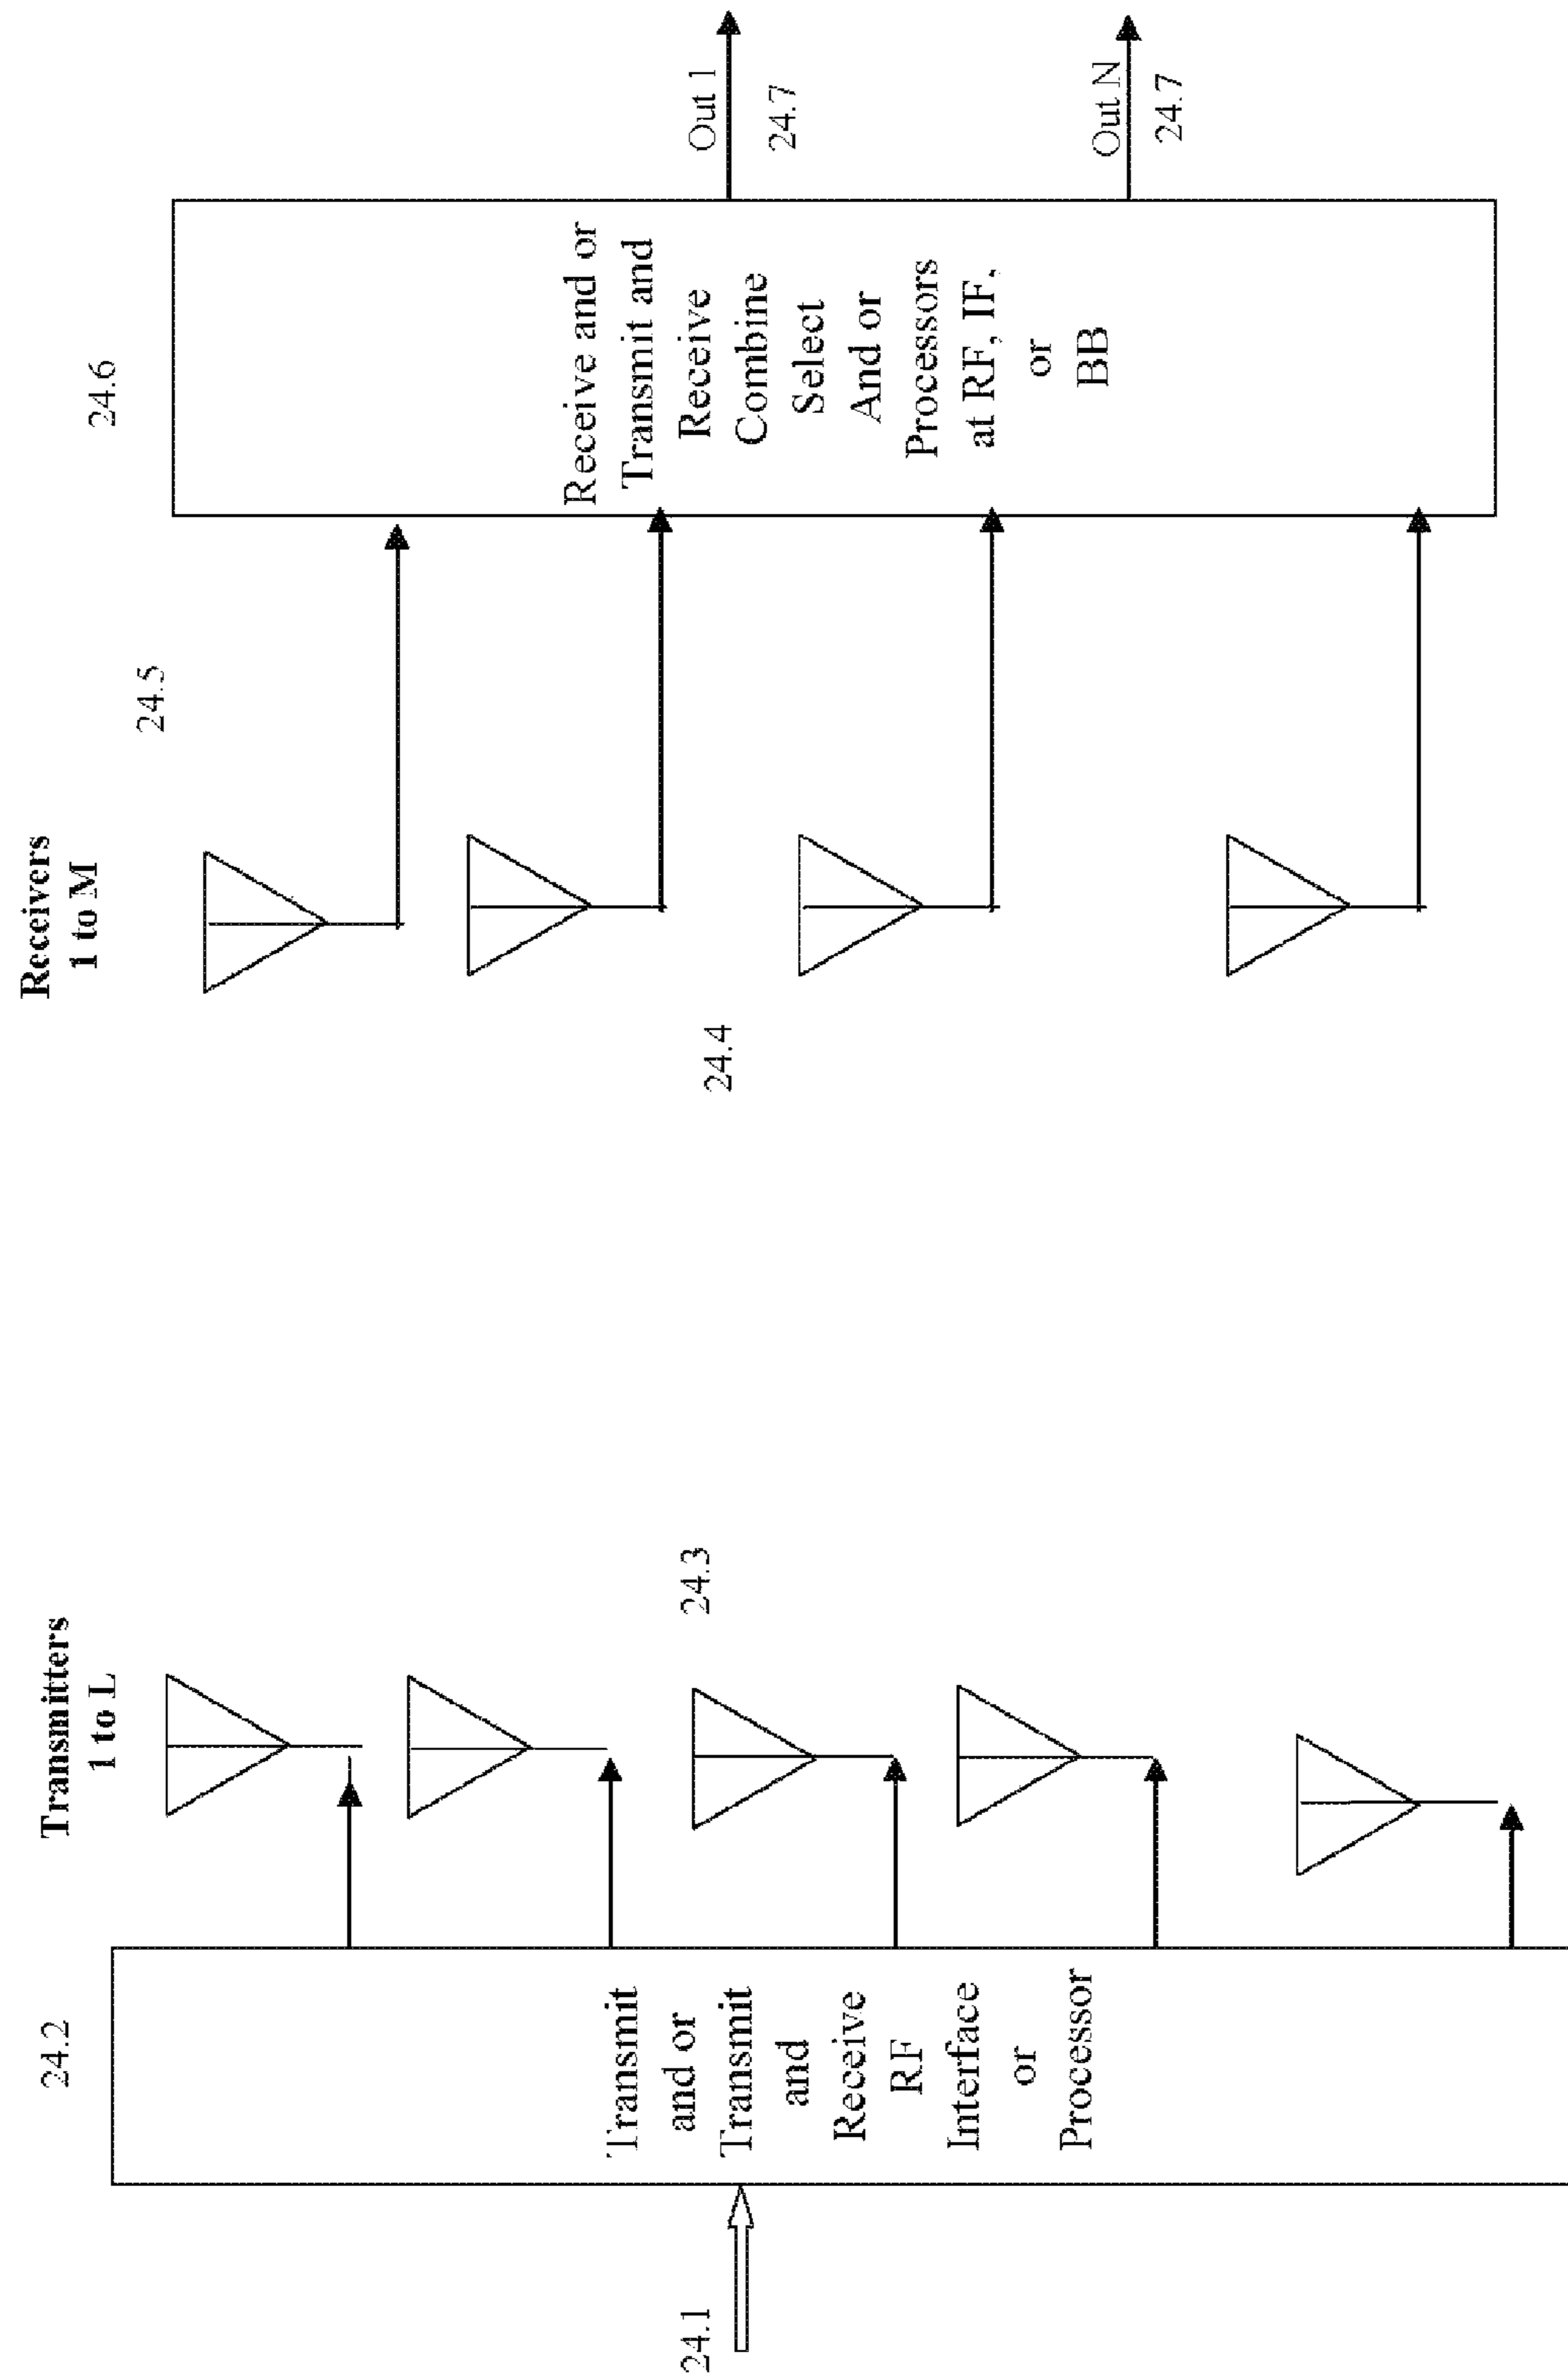 24.1
24.2
Transmit
and or
Transmit
and
Receive
RF
Interface
or
Processor
Transmitters
1 to L
24.3
Receivers
1 to M
24.4
24.5
24.6
Receive and or
Transmit and
Receive
Combine
Select
And or
Processors
at RF, IF,
or
BB
Out 1
24.7
Out N
24.7